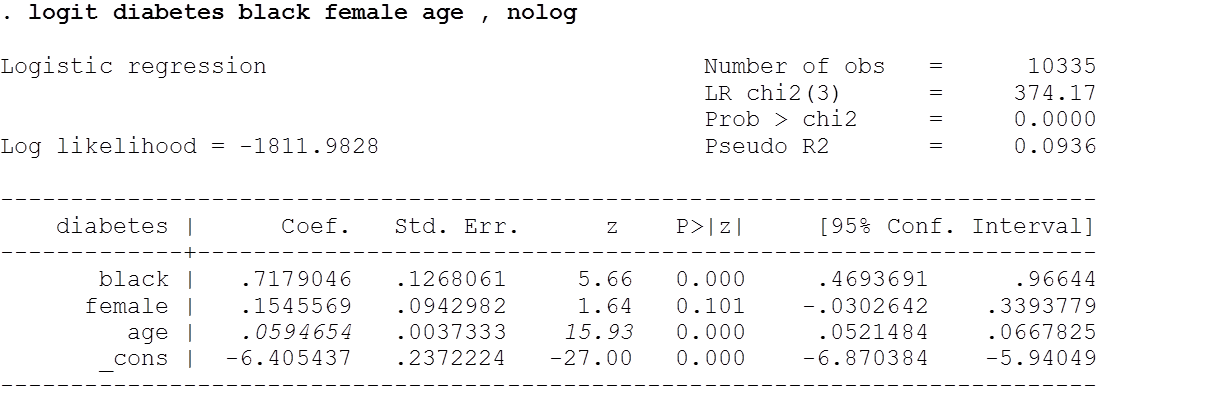 . logit diabetes black female age , nolog
Logistic regression Number of obs = 10335
LR chi2(3) = 374.17
Prob > chi2 = 0.0000
Log likelihood = -1811.9828 Pseudo R2 = 0.0936
------------------------------------------------------------------------------
diabetes | Coef. Std. Err. z P>|z| [95% Conf. Interval]
-------------+----------------------------------------------------------------
black | .7179046 .1268061 5.66 0.000 .4693691 .96644
female | .1545569 .0942982 1.64 0.101 -.0302642 .3393779
age | .0594654 .0037333 15.93 0.000 .0521484 .0667825
_cons | -6.405437 .2372224 -27.00 0.000 -6.870384 -5.94049
------------------------------------------------------------------------------